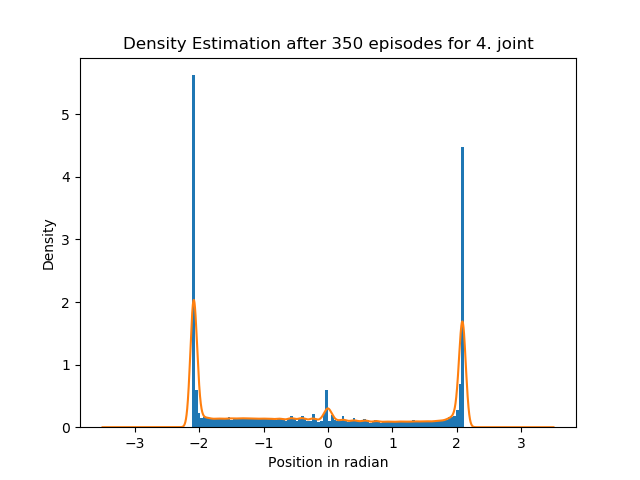 Density Estimation after 350 episodes for 4. joint
Density
5
4
3
2
1
0
−3 −2 −1 0 1 2 3
Position in radian